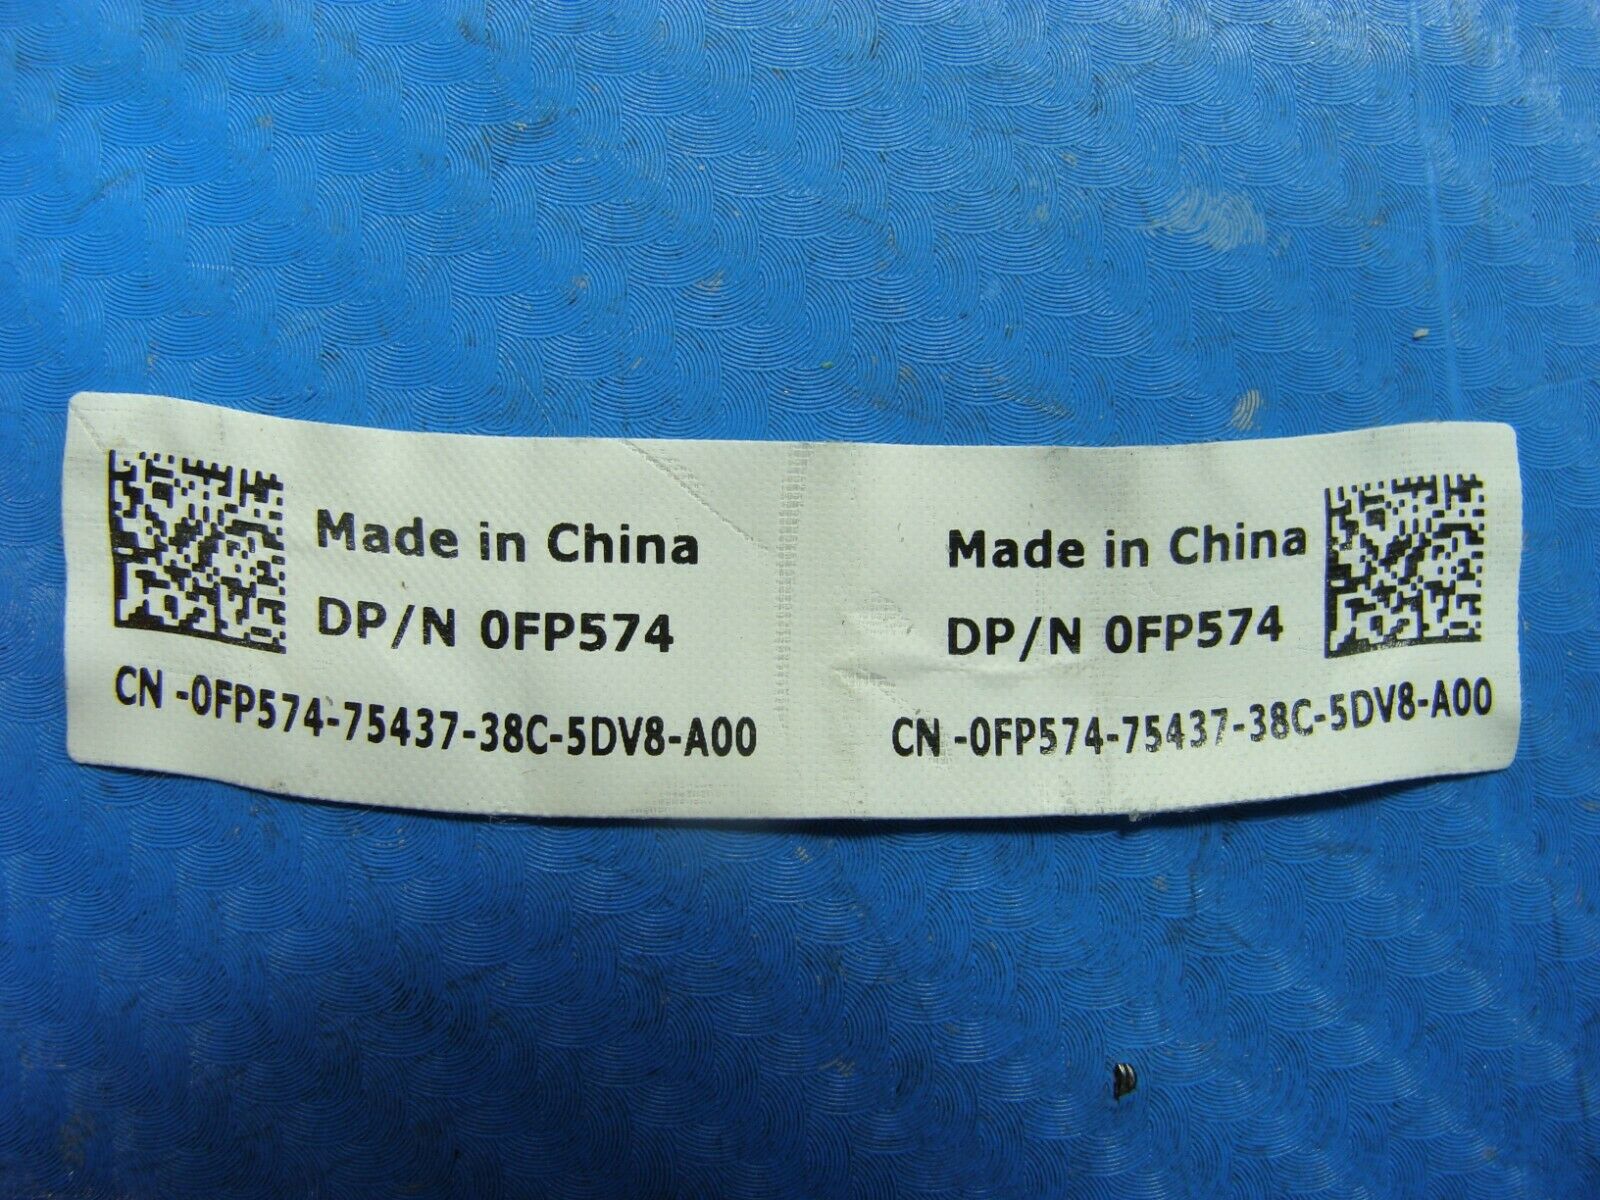 Made in China
DP/N 0FP574
CN -0FP574-75437-38C-5DV8-A00
Made in China
DP/N 0FP574
CN -0FP574-75437-38C-5DV8-A00